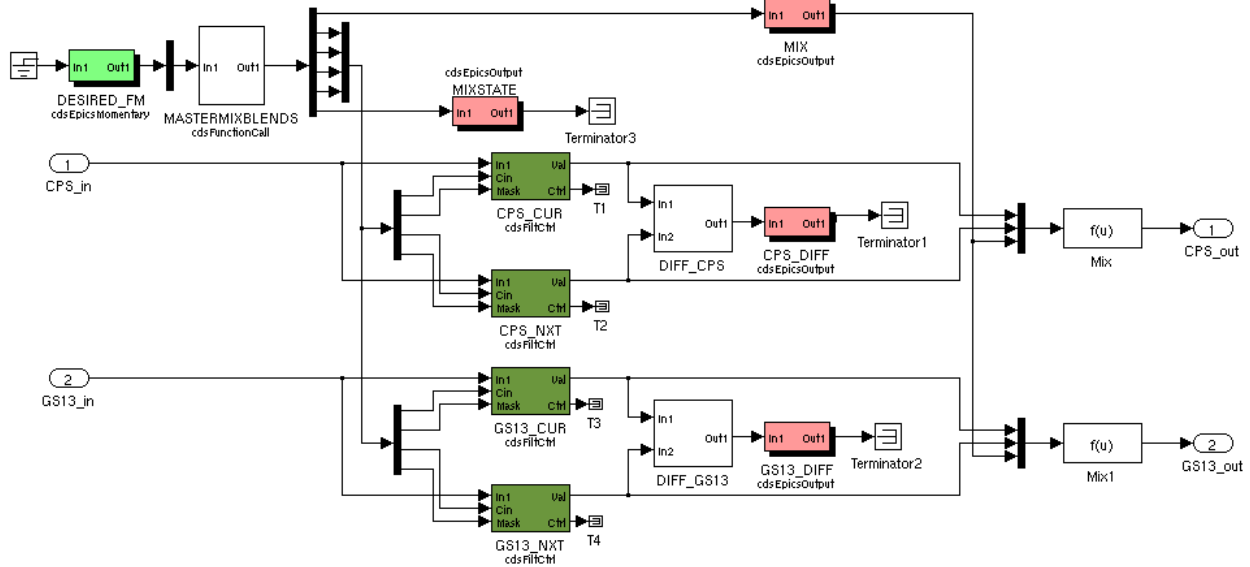 In1 Out1
MIX
cdsEpicsOutput
In1 Out1
DESIRED_FM
cdsEpicsMomentary
In1 Out1
MASTERMIXBLENDS
cdsFunctionCall
cdsEpicsOutput
MIXSTATE
In1 Out1
Terminator3
1
CPS_in
In1 Val
Cin
Mask Ctrl
CPS_CUR
cdsFiltCtrl
T1
In1
In2
Out1
DIFF_CPS
In1 Out1
CPS_DIFF
cdsEpicsOutput
Terminator1
f(u)
Mix
1
CPS_out
In1 Val
Cin
Mask Ctrl
CPS_NXT
cdsFiltCtrl
T2
2
GS13_in
In1 Val
Cin
Mask Ctrl
GS13_CUR
cdsFiltCtrl
T3
In1
In2
Out1
DIFF_GS13
In1 Out1
GS13_DIFF
cdsEpicsOutput
Terminator2
f(u)
Mix1
2
GS13_out
In1 Val
Cin
Mask Ctrl
GS13_NXT
cdsFiltCtrl
T4